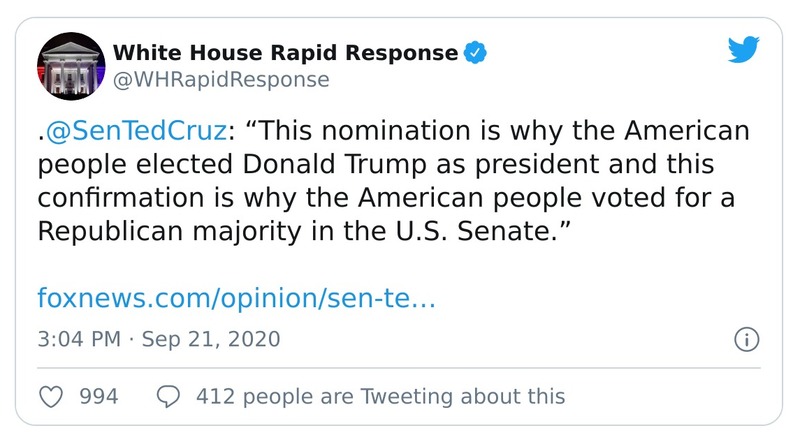 White House Rapid Response
@WHRapidResponse
.@SenTedCruz: “This nomination is why the American
people elected Donald Trump as president and this
confirmation is why the American people voted for a
Republican majority in the U.S. Senate.”
foxnews.com/opinion/sen-te…
3:04 PM · Sep 21, 2020
994
412 people are Tweeting about this